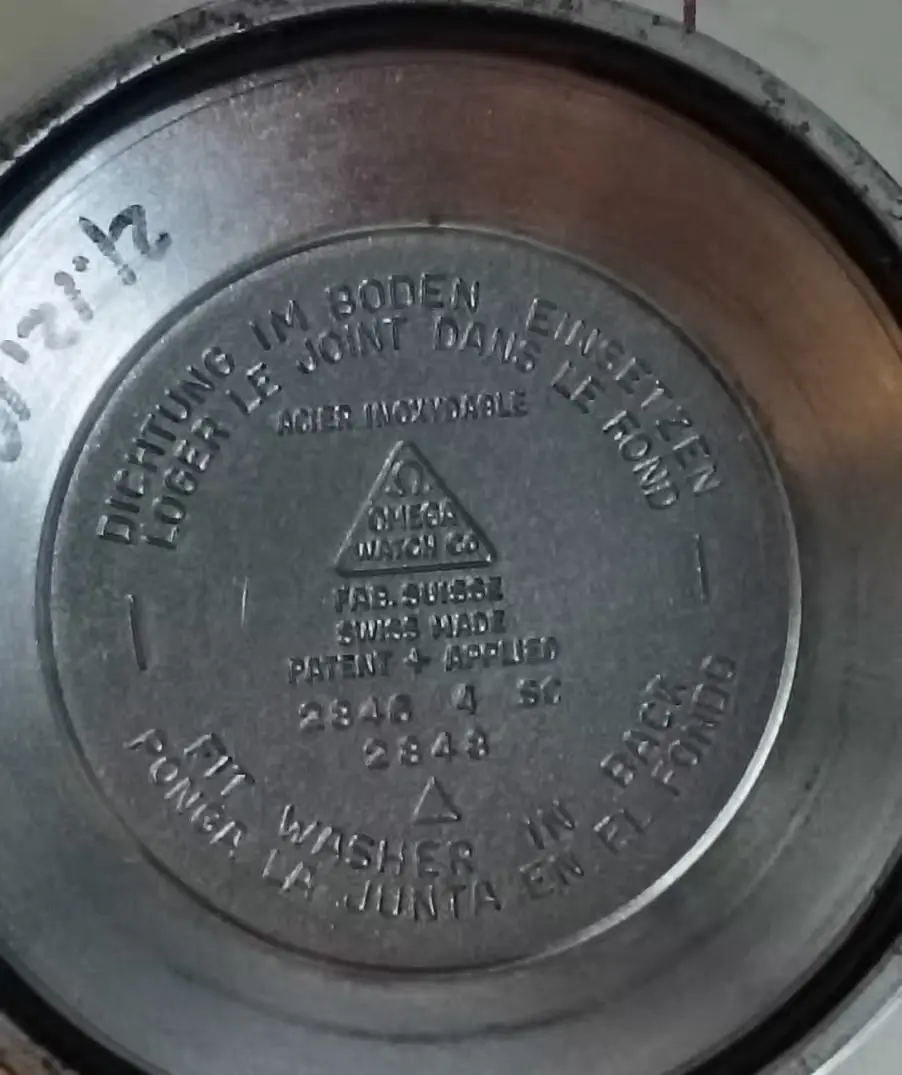 DICHTUNG IM BODEN EINSETZEN
LOGER LE JOINT DANS LE FOND
ACIER INOXYDABLE
Ω
OMEGA
WATCH Co
FAB. SUISSE
SWISS MADE
PATENT + APPLIED
2846 4 SC
2848
FIT WASHER IN BACK
PONGA LA JUNTA EN EL FONDO